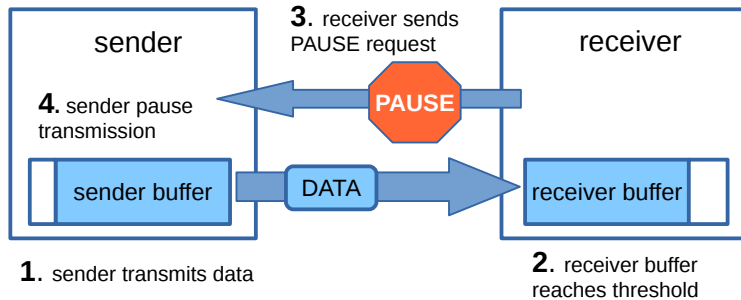 sender
3. receiver sends
PAUSE request
receiver
4. sender pause
transmission
PAUSE
sender buffer
DATA
receiver buffer
1. sender transmits data
2. receiver buffer
reaches threshold